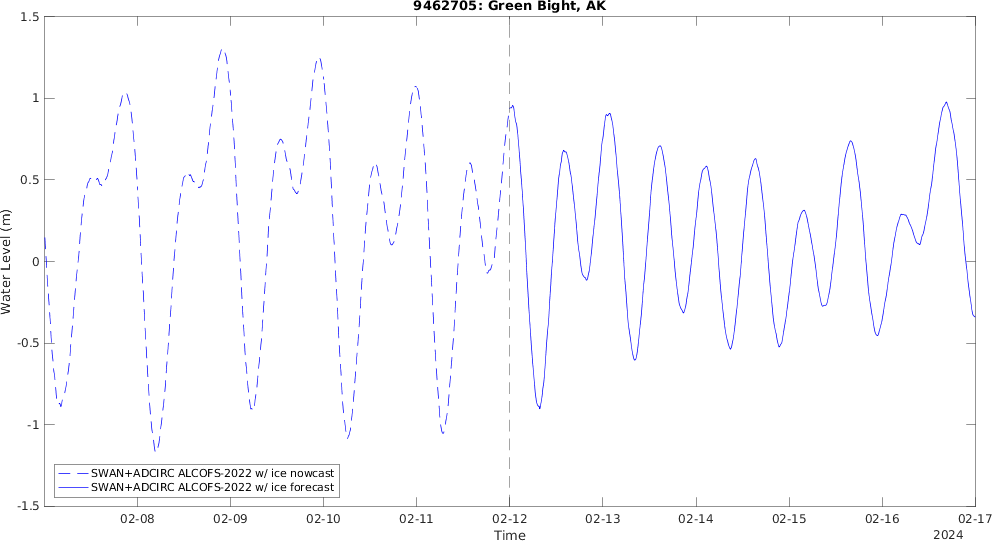 9462705: Green Bight, AK
1.5
1
0.5
0
-0.5
-1
-1.5
Water Level (m)
SWAN+ADCIRC ALCOFS-2022 w/ ice nowcast
SWAN+ADCIRC ALCOFS-2022 w/ ice forecast
02-08 02-09 02-10 02-11 02-12 02-13 02-14 02-15 02-16 02-17
Time
2024